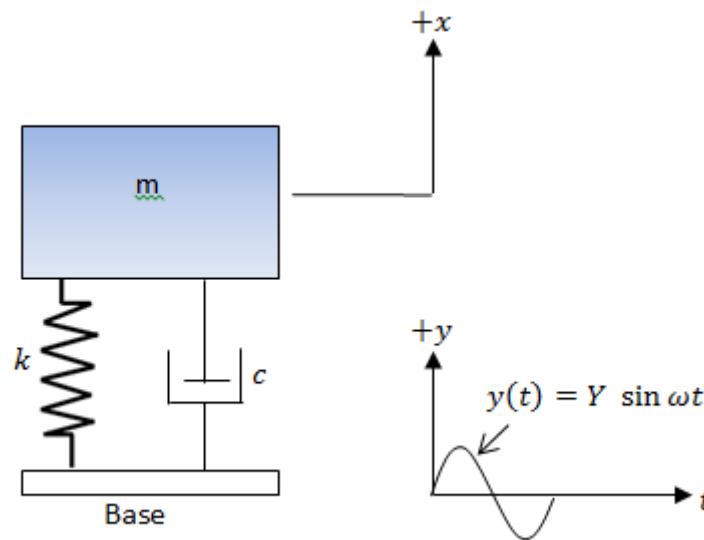 +x
m
k
c
+y
y(t) = Y sin ωt
t
Base